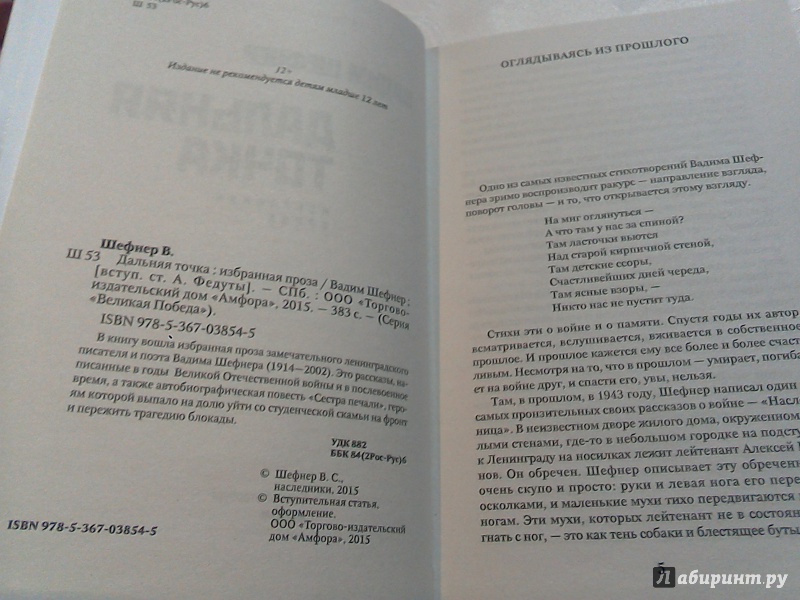 (2Рос-Рус)6
Ш 53
12+
Издание не рекомендуется детям младше 12 лет
Шефнер В.
Ш 53 Дальняя точка : избранная проза / Вадим Шефнер ;
[вступ. ст. А. Федуты]. — СПб. : ООО «Торгово-
издательский дом «Амфора», 2015. — 383 с. — (Серия
«Великая Победа»).
ISBN 978-5-367-03854-5
В книгу вошла избранная проза замечательного ленинградского
писателя и поэта Вадима Шефнера (1914—2002). Это рассказы, на-
писанные в годы Великой Отечественной войны и в послевоенное
время, а также автобиографическая повесть «Сестра печали», геро-
ям которой выпало на долю уйти со студенческой скамьи на фронт
и пережить трагедию блокады.
УДК 882
ББК 84(2Рос-Рус)6
© Шефнер В. С.,
наследники, 2015
© Вступительная статья,
оформление.
ООО «Торгово-издательский
дом «Амфора», 2015
ISBN 978-5-367-03854-5
ОГЛЯДЫВАЯСЬ ИЗ ПРОШЛОГО
Одно из самых известных стихотворений Вадима Шеф-
нера зримо воспроизводит ракурс — направление взгляда,
поворот головы — и то, что открывается этому взгляду.
На миг оглянуться —
А что там у нас за спиной?
Там ласточки вьются
Над старой кирпичной стеной,
Там детские ссоры,
Счастливейших дней череда,
Там ясные взоры, —
Никто нас не пустит туда.
Стихи эти о войне и о памяти. Спустя годы их автор
всматривается, вслушивается, вживается в собственное
прошлое. И прошлое кажется ему все более и более счаст
ливым. Несмотря на то, что в прошлом — умирает, погиба
ет на войне друг, и спасти его, увы, нельзя.
Там, в прошлом, в 1943 году, Шефнер написал один
самых пронзительных своих рассказов о войне — «Нас
ница». В неизвестном дворе жилого дома, окруженном
лыми стенами, где-то в небольшом городке на подсту
к Ленинграду на носилках лежит лейтенант Алексей
нов. Он обречен. Шефнер описывает эту обречен
очень скупо и просто: руки и левая нога его пере
осколками, и маленькие мухи тихо передвигаются
ногам. Эти мухи, которых лейтенант не в состоян
гнать с ног, — это как тень собаки и блестящее буты
5
Лабиринт.ру